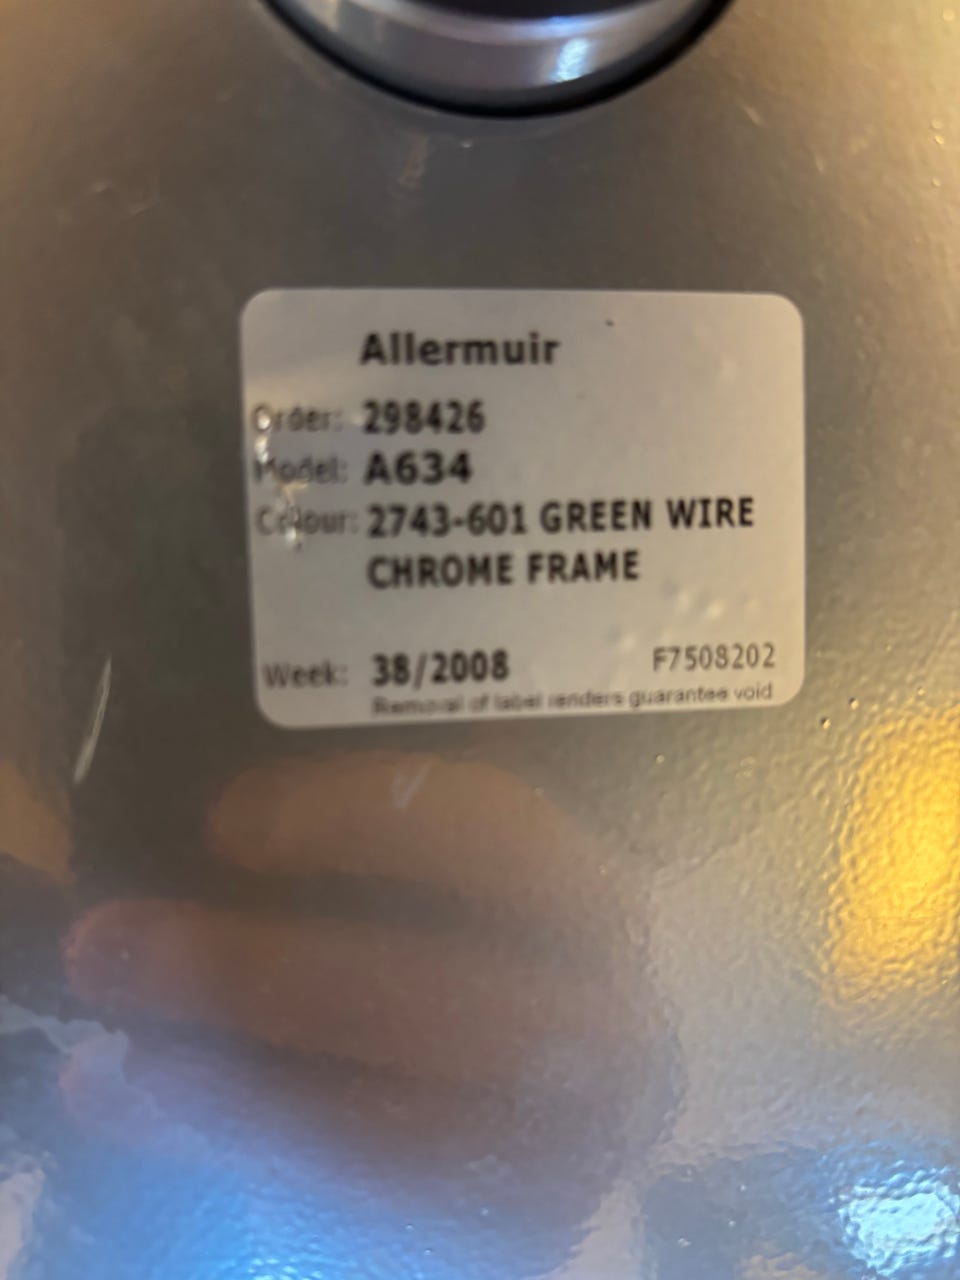 Allermuir
Order: 298426
Model: A634
Colour: 2743-601 GREEN WIRE
CHROME FRAME
Week: 38/2008 F7508202
Removal of label renders guarantee void